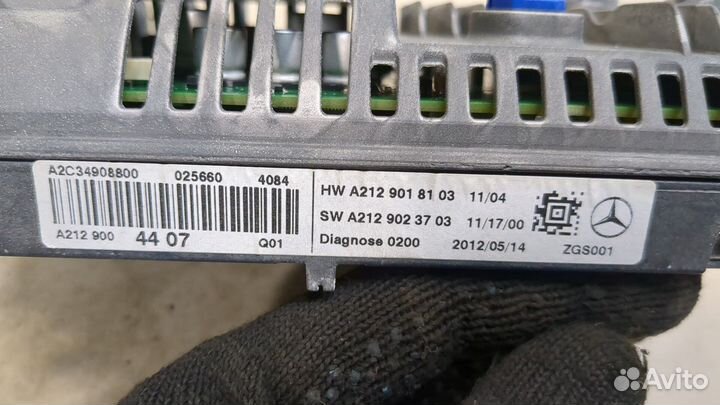 A2C34908800 025660 4084
A212 900 44 07 Q01
HW A212 901 81 03 11/04
SW A212 902 37 03 11/17/00
Diagnose 0200 2012/05/14
ZGS001
Avito